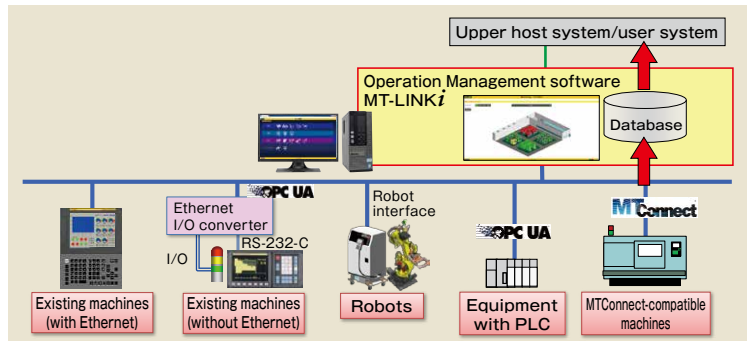 Upper host system/user system
Operation Management software
MT-LINKi
Database
OPC UA
Ethernet
I/O converter
I/O
RS-232-C
Robot
interface
OPC UA
MTConnect
Existing machines
(with Ethernet)
Existing machines
(without Ethernet)
Robots
Equipment
with PLC
MTConnect-compatible
machines